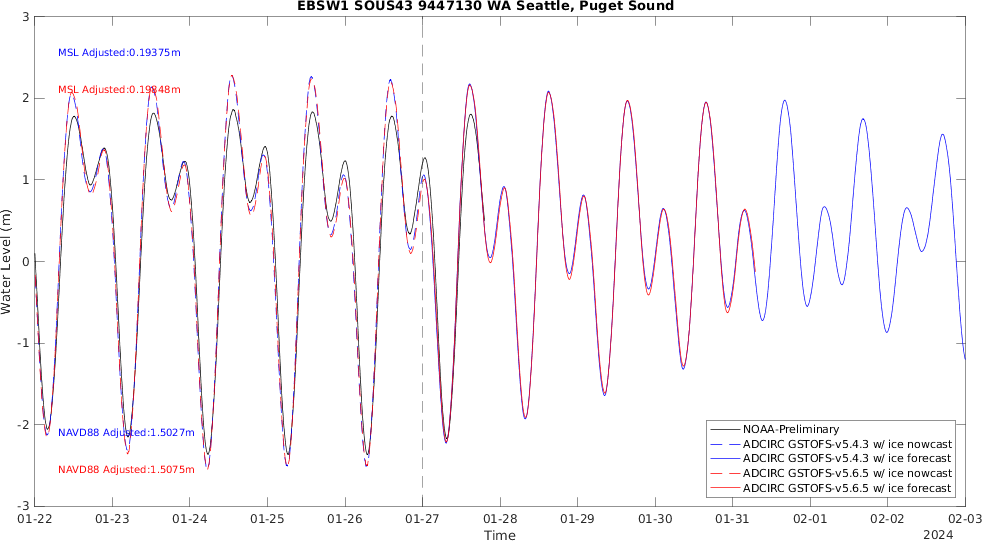 EBSW1 SOUS43 9447130 WA Seattle, Puget Sound
3
2
1
0
-1
-2
-3
Water Level (m)
MSL Adjusted:0.19375m
MSL Adjusted:0.19848m
NAVD88 Adjusted:1.5027m
NAVD88 Adjusted:1.5075m
NOAA-Preliminary
ADCIRC GSTOFS-v5.4.3 w/ ice nowcast
ADCIRC GSTOFS-v5.4.3 w/ ice forecast
ADCIRC GSTOFS-v5.6.5 w/ ice nowcast
ADCIRC GSTOFS-v5.6.5 w/ ice forecast
01-22 01-23 01-24 01-25 01-26 01-27 01-28 01-29 01-30 01-31 02-01 02-02 02-03
Time
2024